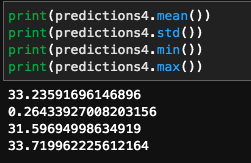 print(predictions4.mean())
print(predictions4.std())
print(predictions4.min())
print(predictions4.max())
33.23591696146896
0.26433927008203156
31.59694998634919
33.719962225612164